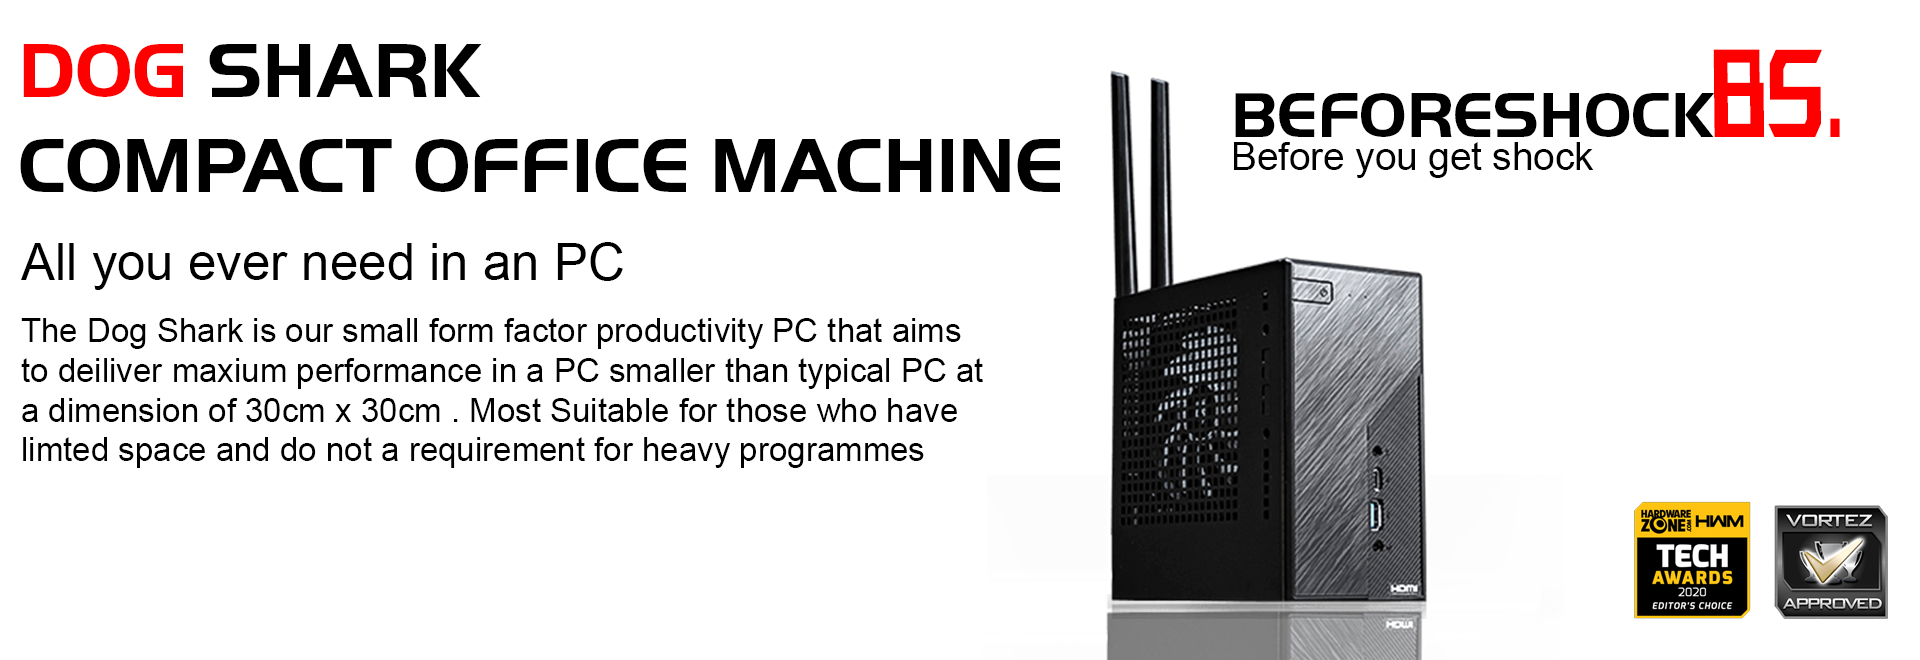 DOG SHARK
COMPACT OFFICE MACHINE
All you ever need in an PC
The Dog Shark is our small form factor productivity PC that aims
to deiliver maxium performance in a PC smaller than typical PC at
a dimension of 30cm x 30cm . Most Suitable for those who have
limted space and do not a requirement for heavy programmes
BEFORESHOCK BS.
Before you get shock
HDMI
HDMI
HARDWARE
ZONE.COM HWM
TECH
AWARDS
2020
EDITOR'S CHOICE
VORTEZ
APPROVED